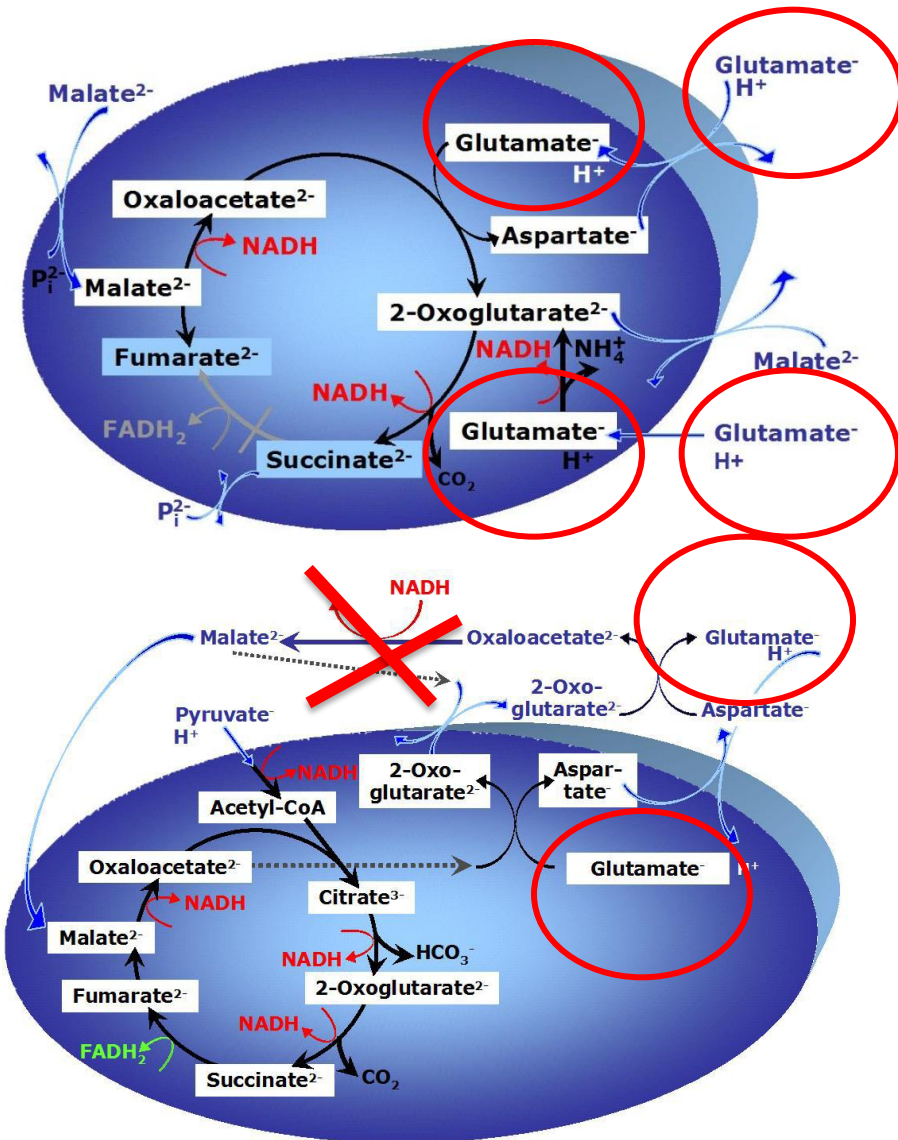 Glutamate⁻
H⁺
Malate²⁻
Glutamate⁻
H⁺
Oxaloacetate²⁻
Aspartate⁻
NADH
Pᵢ²⁻
Malate²⁻
2-Oxoglutarate²⁻
NADH
NH₄⁺
Fumarate²⁻
Malate²⁻
NADH
FADH₂
Glutamate⁻
H⁺
Glutamate⁻
H+
Succinate²⁻
CO₂
Pᵢ²⁻
NADH
Malate²⁻
Oxaloacetate²⁻
Glutamate⁻
H⁺
2-Oxo-
glutarate²⁻
Aspartate⁻
Pyruvate⁻
H⁺
NADH
2-Oxo-
glutarate²⁻
Aspar-
tate⁻
Acetyl-CoA
Oxaloacetate²⁻
Glutamate⁻
H⁺
Citrate³⁻
NADH
Malate²⁻
NADH
HCO₃⁻
Fumarate²⁻
2-Oxoglutarate²⁻
NADH
FADH₂
Succinate²⁻
CO₂